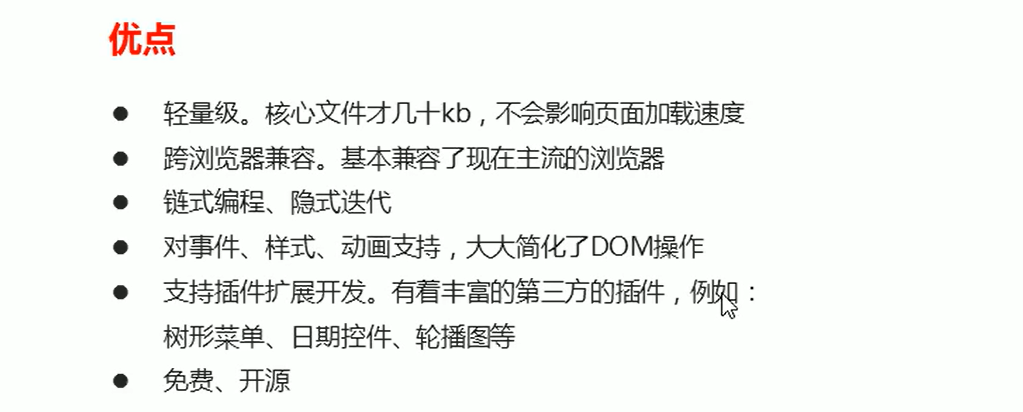 优点
● 轻量级。核心文件才几十kb，不会影响页面加载速度
● 跨浏览器兼容。基本兼容了现在主流的浏览器
● 链式编程、隐式迭代
● 对事件、样式、动画支持，大大简化了DOM操作
● 支持插件扩展开发。有着丰富的第三方的插件，例如：
树形菜单、日期控件、轮播图等
● 免费、开源